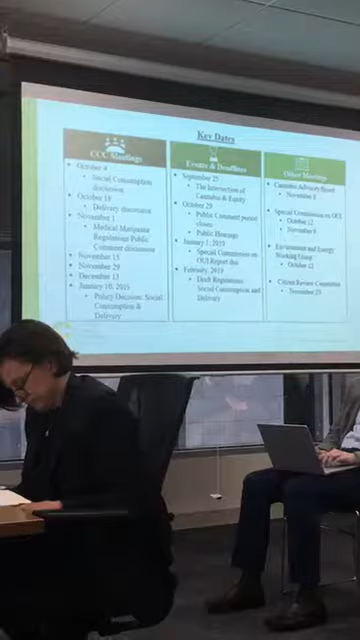 Key Dates
CCC Meetings
October 4
Social Consumption
discussion
October 18
Delivery discussion
November 1
Medical Marijuana
Regulations Public
Comment discussion
November 15
November 29
December 13
January 10, 2019
Policy Decision: Social
Consumption &
Delivery
Events & Deadlines
September 25
The Intersection of
Cannabis & Equity
October 29
Public Comment period
closes
Public Hearings
January 1, 2019
Special Commission on
OUI Report due
February, 2019
Draft Regulations:
Social Consumption and
Delivery
Other Meetings
Cannabis Advisory Board
November 8
Special Commission on OUI
October 12
November 9
Environment and Energy
Working Group
October 12
Citizen Review Committee
November